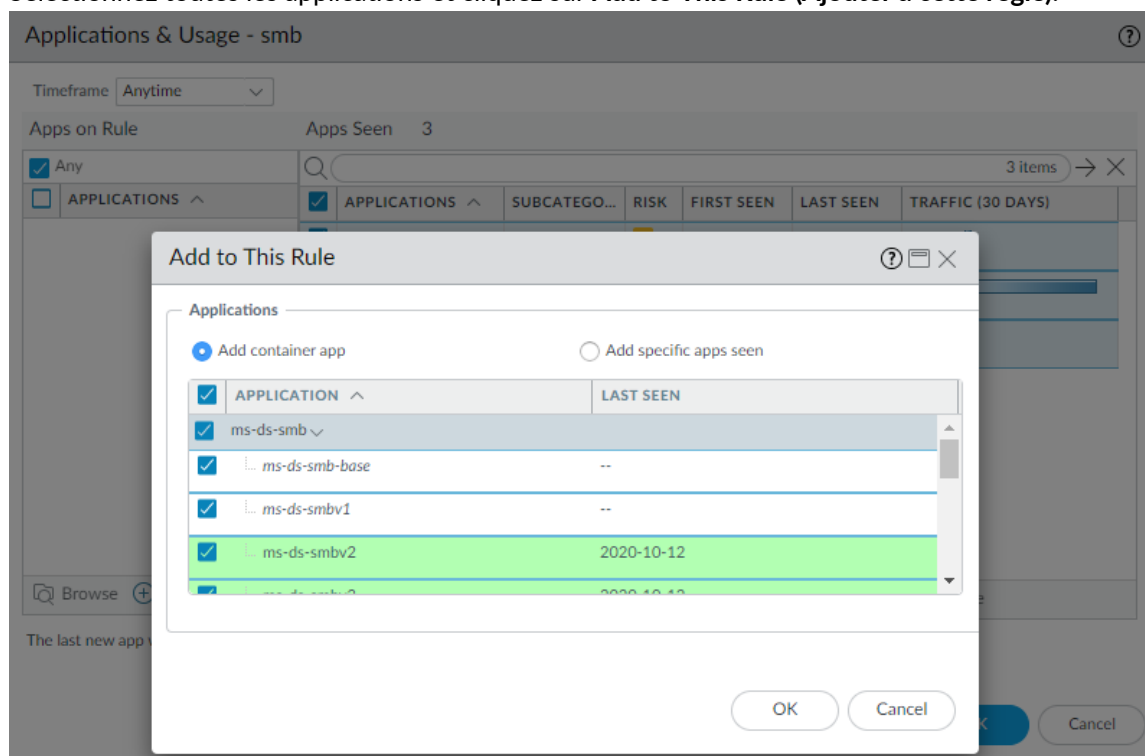 Applications & Usage - smb
Timeframe Anytime
Apps on Rule Apps Seen 3
Any 3 items
APPLICATIONS APPLICATIONS SUBCATEGO... RISK FIRST SEEN LAST SEEN TRAFFIC (30 DAYS)
Add to This Rule
Applications
Add container app Add specific apps seen
APPLICATION LAST SEEN
ms-ds-smb
ms-ds-smb-base --
ms-ds-smbv1 --
ms-ds-smbv2 2020-10-12
Browse
The last new app
OK Cancel
Cancel